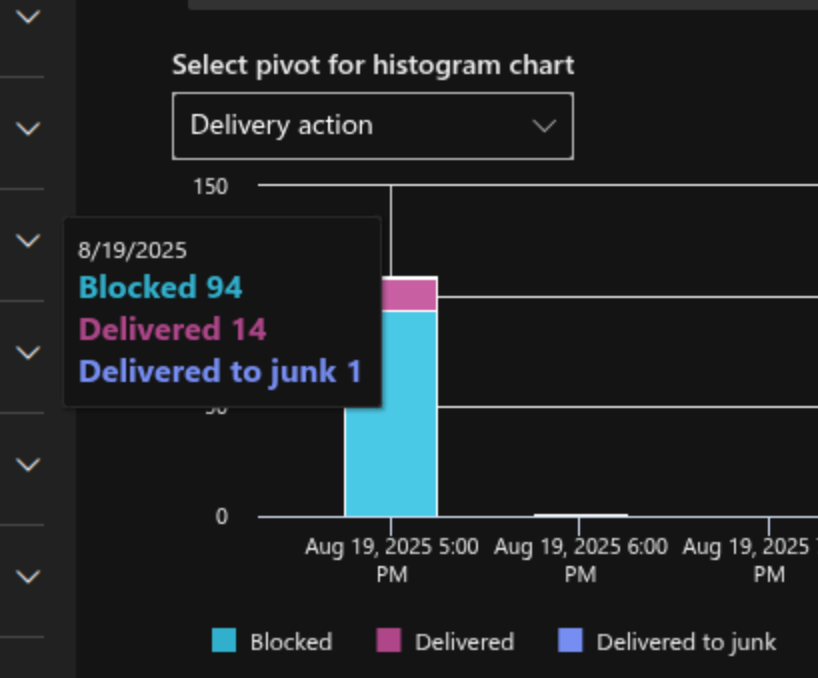 Select pivot for histogram chart
Delivery action
150
8/19/2025
Blocked 94
Delivered 14
Delivered to junk 1
0
Aug 19, 2025 5:00 PM
Aug 19, 2025 6:00 PM
Aug 19, 2025
PM
Blocked
Delivered
Delivered to junk